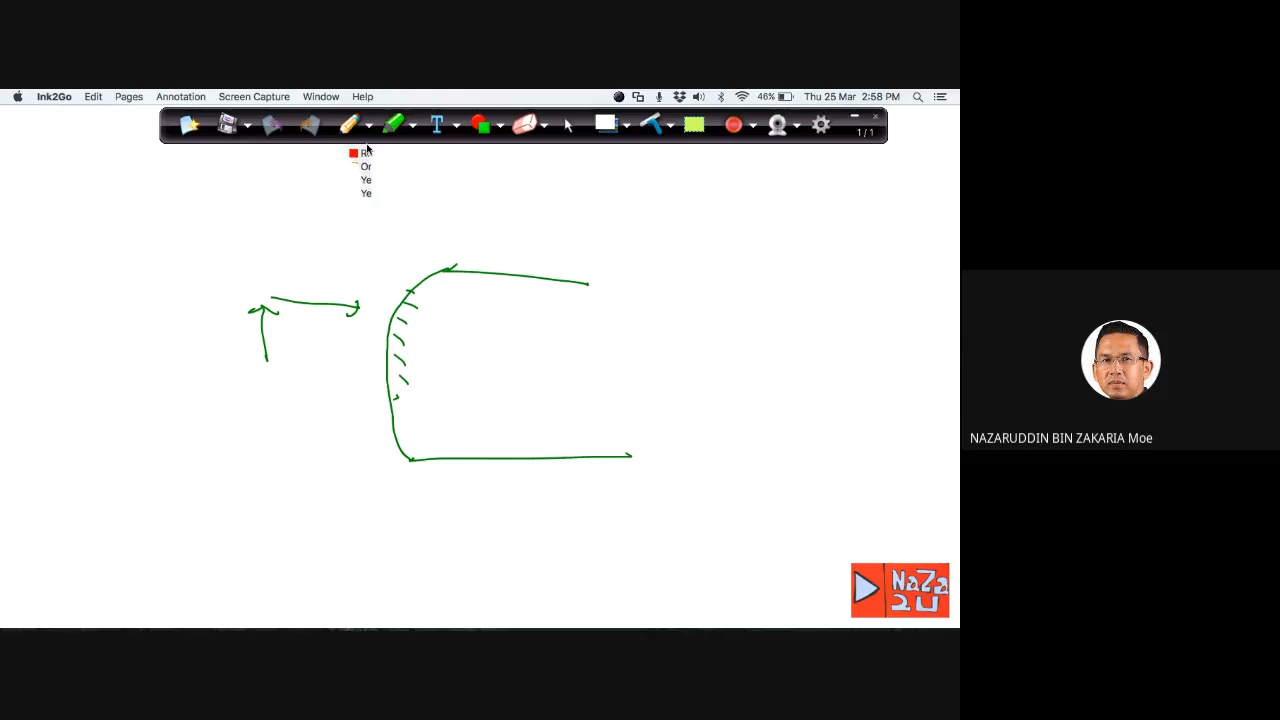 Ink2Go Edit Pages Annotation Screen Capture Window Help 46% Thu 25 Mar 2:58 PM
T 1/1
Or
Ye
Ye
NAZARUDDIN BIN ZAKARIA Moe
NaZa
2U